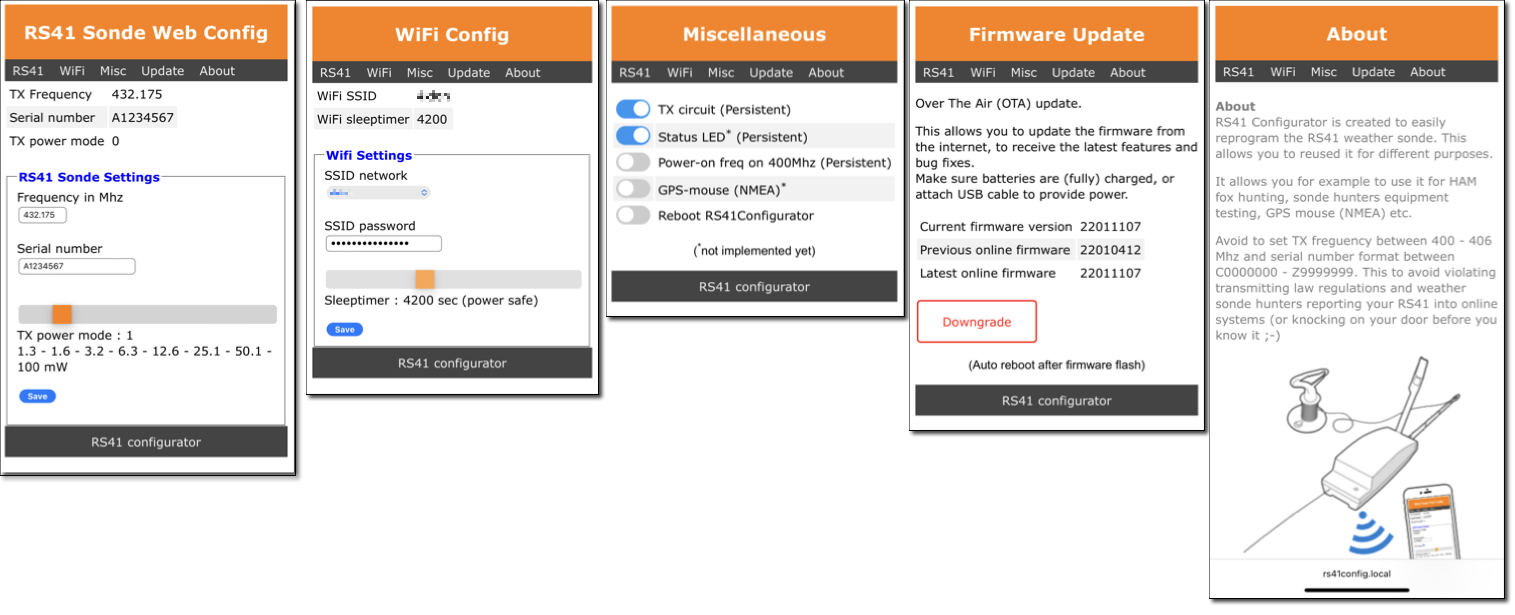 RS41 Sonde Web Config
RS41 WiFi Misc Update About
TX Frequency 432.175
Serial number A1234567
TX power mode 0
RS41 Sonde Settings
Frequency in Mhz
432.175
Serial number
A1234567
TX power mode : 1
1.3 - 1.6 - 3.2 - 6.3 - 12.6 - 25.1 - 50.1 -
100 mW
Save
RS41 configurator
WiFi Config
RS41 WiFi Misc Update About
WiFi SSID
WiFi sleeptimer 4200
Wifi Settings
SSID network
SSID password
•••••••••••••••
Sleeptimer : 4200 sec (power safe)
Save
RS41 configurator
Miscellaneous
RS41 WiFi Misc Update About
TX circuit (Persistent)
Status LED* (Persistent)
Power-on freq on 400Mhz (Persistent)
GPS-mouse (NMEA)*
Reboot RS41Configurator
(*not implemented yet)
RS41 configurator
Firmware Update
RS41 WiFi Misc Update About
Over The Air (OTA) update.
This allows you to update the firmware from
the internet, to receive the latest features and
bug fixes.
Make sure batteries are (fully) charged, or
attach USB cable to provide power.
Current firmware version 22011107
Previous online firmware 22010412
Latest online firmware 22011107
Downgrade
(Auto reboot after firmware flash)
RS41 configurator
About
RS41 WiFi Misc Update About
About
RS41 Configurator is created to easily
reprogram the RS41 weather sonde. This
allows you to reused it for different purposes.
It allows you for example to use it for HAM
fox hunting, sonde hunters equipment
testing, GPS mouse (NMEA) etc.
Avoid to set TX freguency between 400 - 406
Mhz and serial number format between
C0000000 - Z9999999. This to avoid violating
transmitting law regulations and weather
sonde hunters reporting your RS41 into online
systems (or knocking on your door before you
know it ;-)
rs41config.local